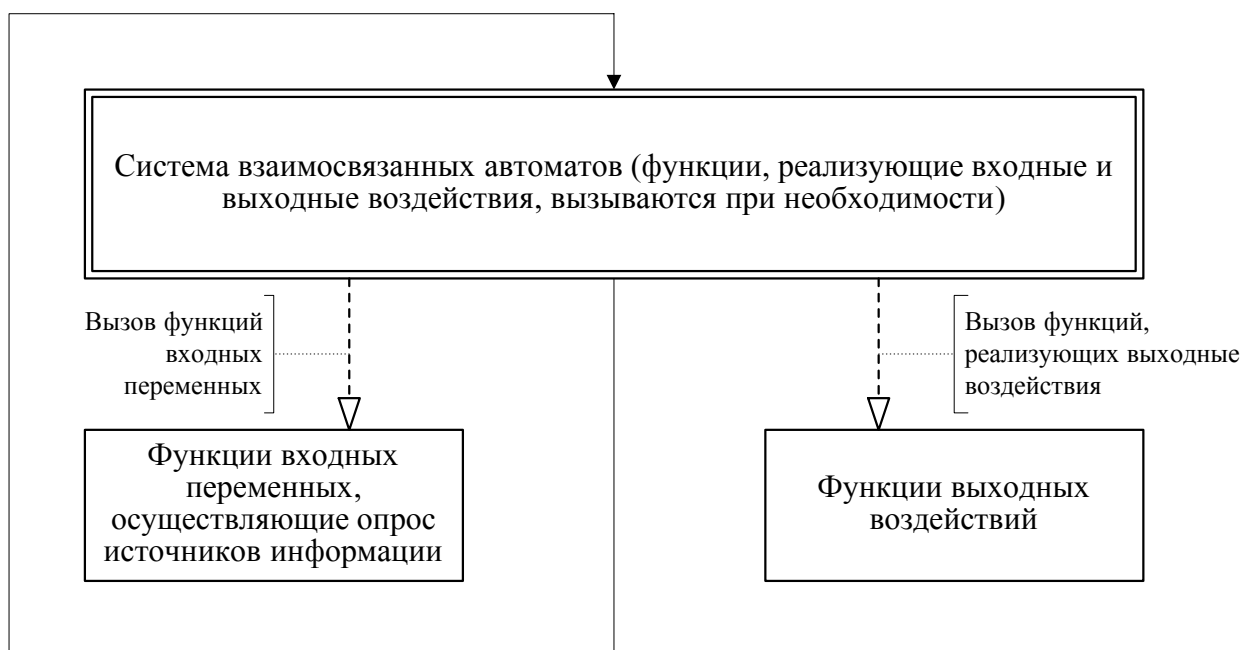 Система взаимосвязанных автоматов (функции, реализующие входные и
выходные воздействия, вызываются при необходимости)
Вызов функций
входных
переменных
Вызов функций,
реализующих выходные
воздействия
Функции входных
переменных,
осуществляющие опрос
источников информации
Функции выходных
воздействий